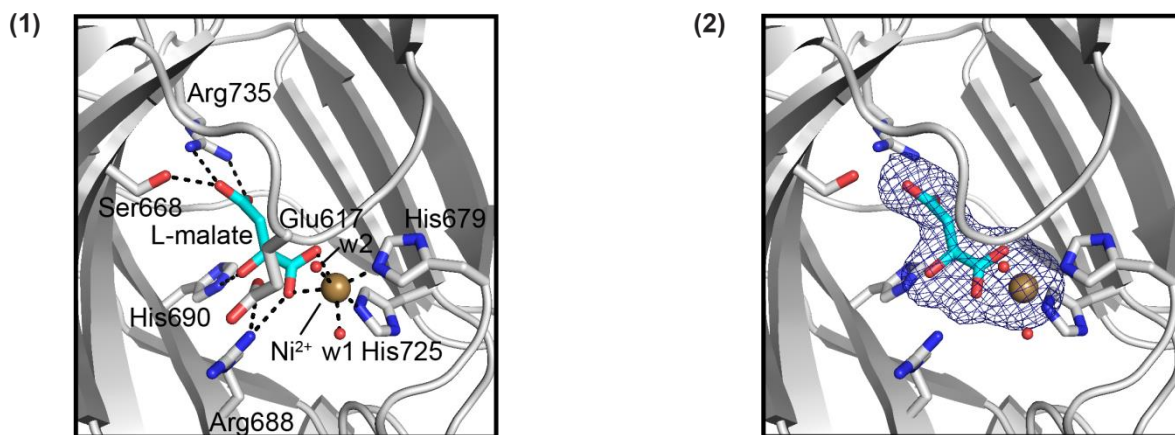 (1)
Arg735
Ser668
Glu617
His679
L-malate
w2
His690
Ni²⁺ w1 His725
Arg688
(2)